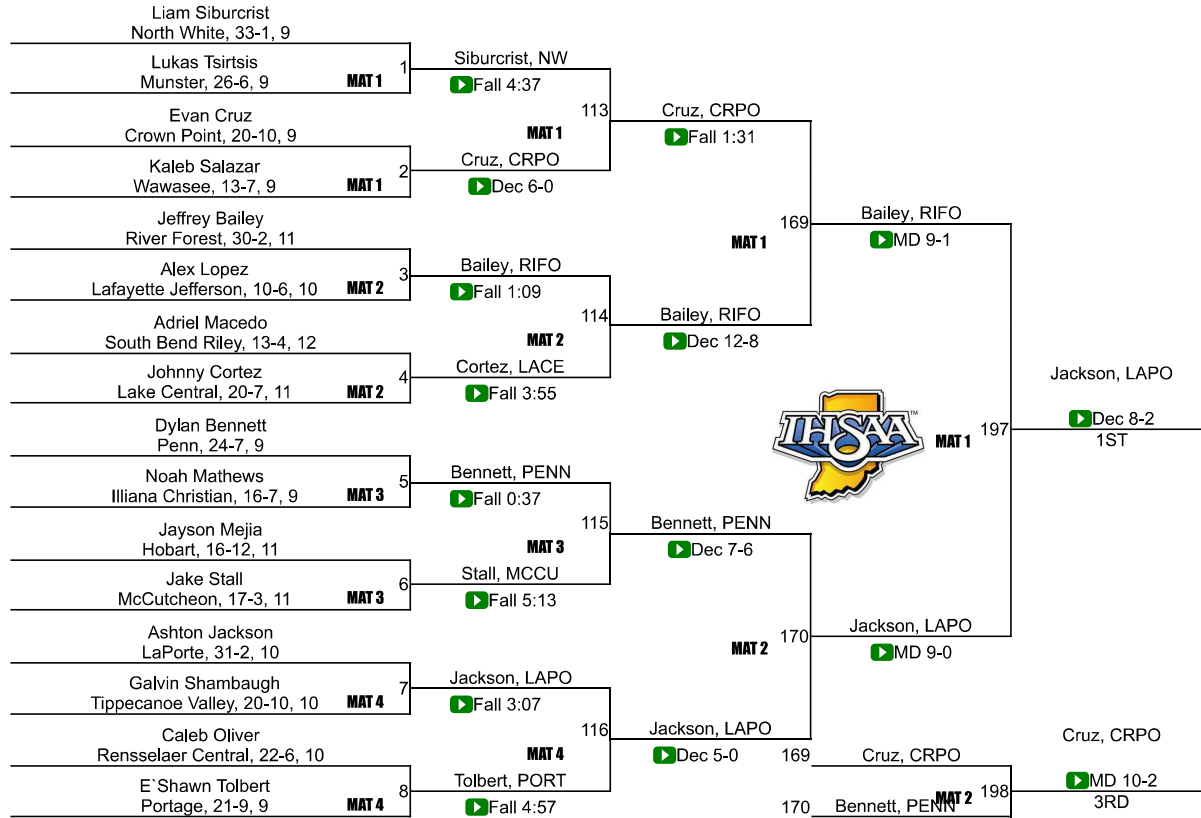 Liam Siburcrist
North White, 33-1, 9
Lukas Tsirtsis
Munster, 26-6, 9
MAT 1
1
Siburcrist, NW
Fall 4:37
Evan Cruz
Crown Point, 20-10, 9
Kaleb Salazar
Wawasee, 13-7, 9
MAT 1
2
Cruz, CRPO
Dec 6-0
113
MAT 1
Cruz, CRPO
Fall 1:31
Jeffrey Bailey
River Forest, 30-2, 11
Alex Lopez
Lafayette Jefferson, 10-6, 10
MAT 2
3
Bailey, RIFO
Fall 1:09
Adriel Macedo
South Bend Riley, 13-4, 12
Johnny Cortez
Lake Central, 20-7, 11
MAT 2
4
Cortez, LACE
Fall 3:55
114
MAT 2
Bailey, RIFO
Dec 12-8
169
MAT 1
Bailey, RIFO
MD 9-1
Dylan Bennett
Penn, 24-7, 9
Noah Mathews
Illiana Christian, 16-7, 9
MAT 3
5
Bennett, PENN
Fall 0:37
Jayson Mejia
Hobart, 16-12, 11
Jake Stall
McCutcheon, 17-3, 11
MAT 3
6
Stall, MCCU
Fall 5:13
115
MAT 3
Bennett, PENN
Dec 7-6
Ashton Jackson
LaPorte, 31-2, 10
Galvin Shambaugh
Tippecanoe Valley, 20-10, 10
MAT 4
7
Jackson, LAPO
Fall 3:07
Caleb Oliver
Rensselaer Central, 22-6, 10
E`Shawn Tolbert
Portage, 21-9, 9
MAT 4
8
Tolbert, PORT
Fall 4:57
116
MAT 4
Jackson, LAPO
Dec 5-0
170
MAT 2
Jackson, LAPO
MD 9-0
IHSAA™
MAT 1
197
Jackson, LAPO
Dec 8-2
1ST
169
Cruz, CRPO
170
Bennett, PENN
MAT 2
198
Cruz, CRPO
MD 10-2
3RD